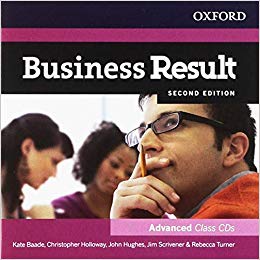 OXFORD
Business Result
SECOND EDITION
Advanced Class CDs
Kate Baade, Christopher Holloway, John Hughes, Jim Scrivener & Rebecca Turner